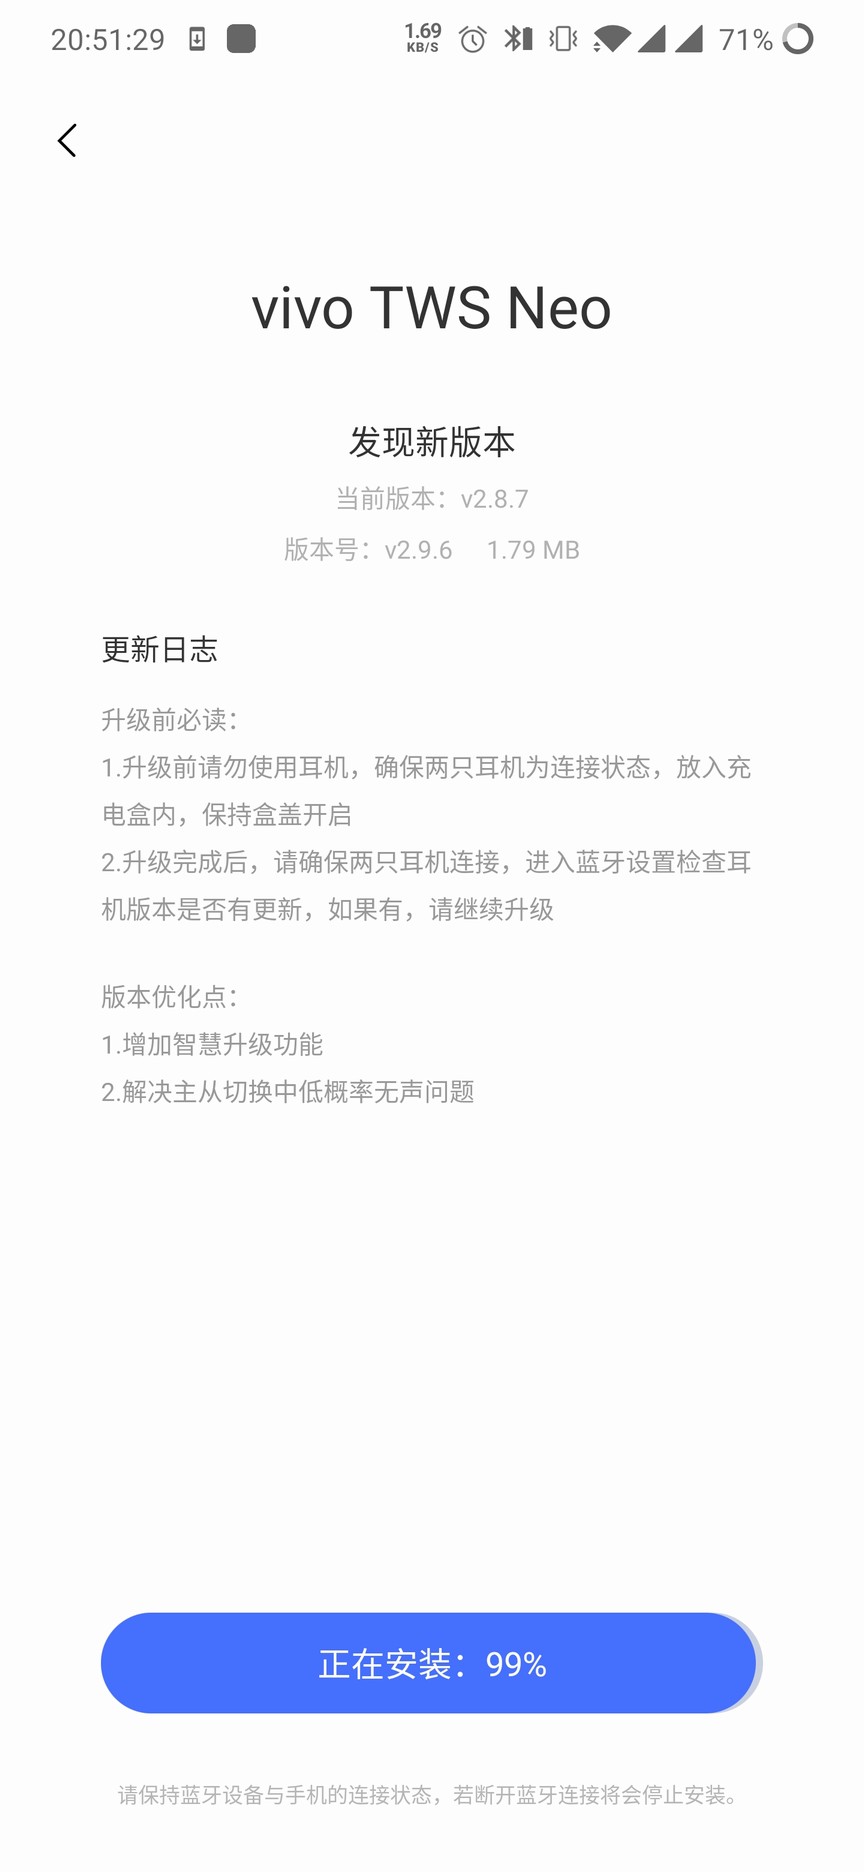 20:51:29 1.69 KB/S 71%
vivo TWS Neo
发现新版本
当前版本：v2.8.7
版本号：v2.9.6 1.79 MB
更新日志
升级前必读：
1.升级前请勿使用耳机，确保两只耳机为连接状态，放入充
电盒内，保持盒盖开启
2.升级完成后，请确保两只耳机连接，进入蓝牙设置检查耳
机版本是否有更新，如果有，请继续升级
版本优化点：
1.增加智慧升级功能
2.解决主从切换中低概率无声问题
正在安装：99%
请保持蓝牙设备与手机的连接状态，若断开蓝牙连接将会停止安装。